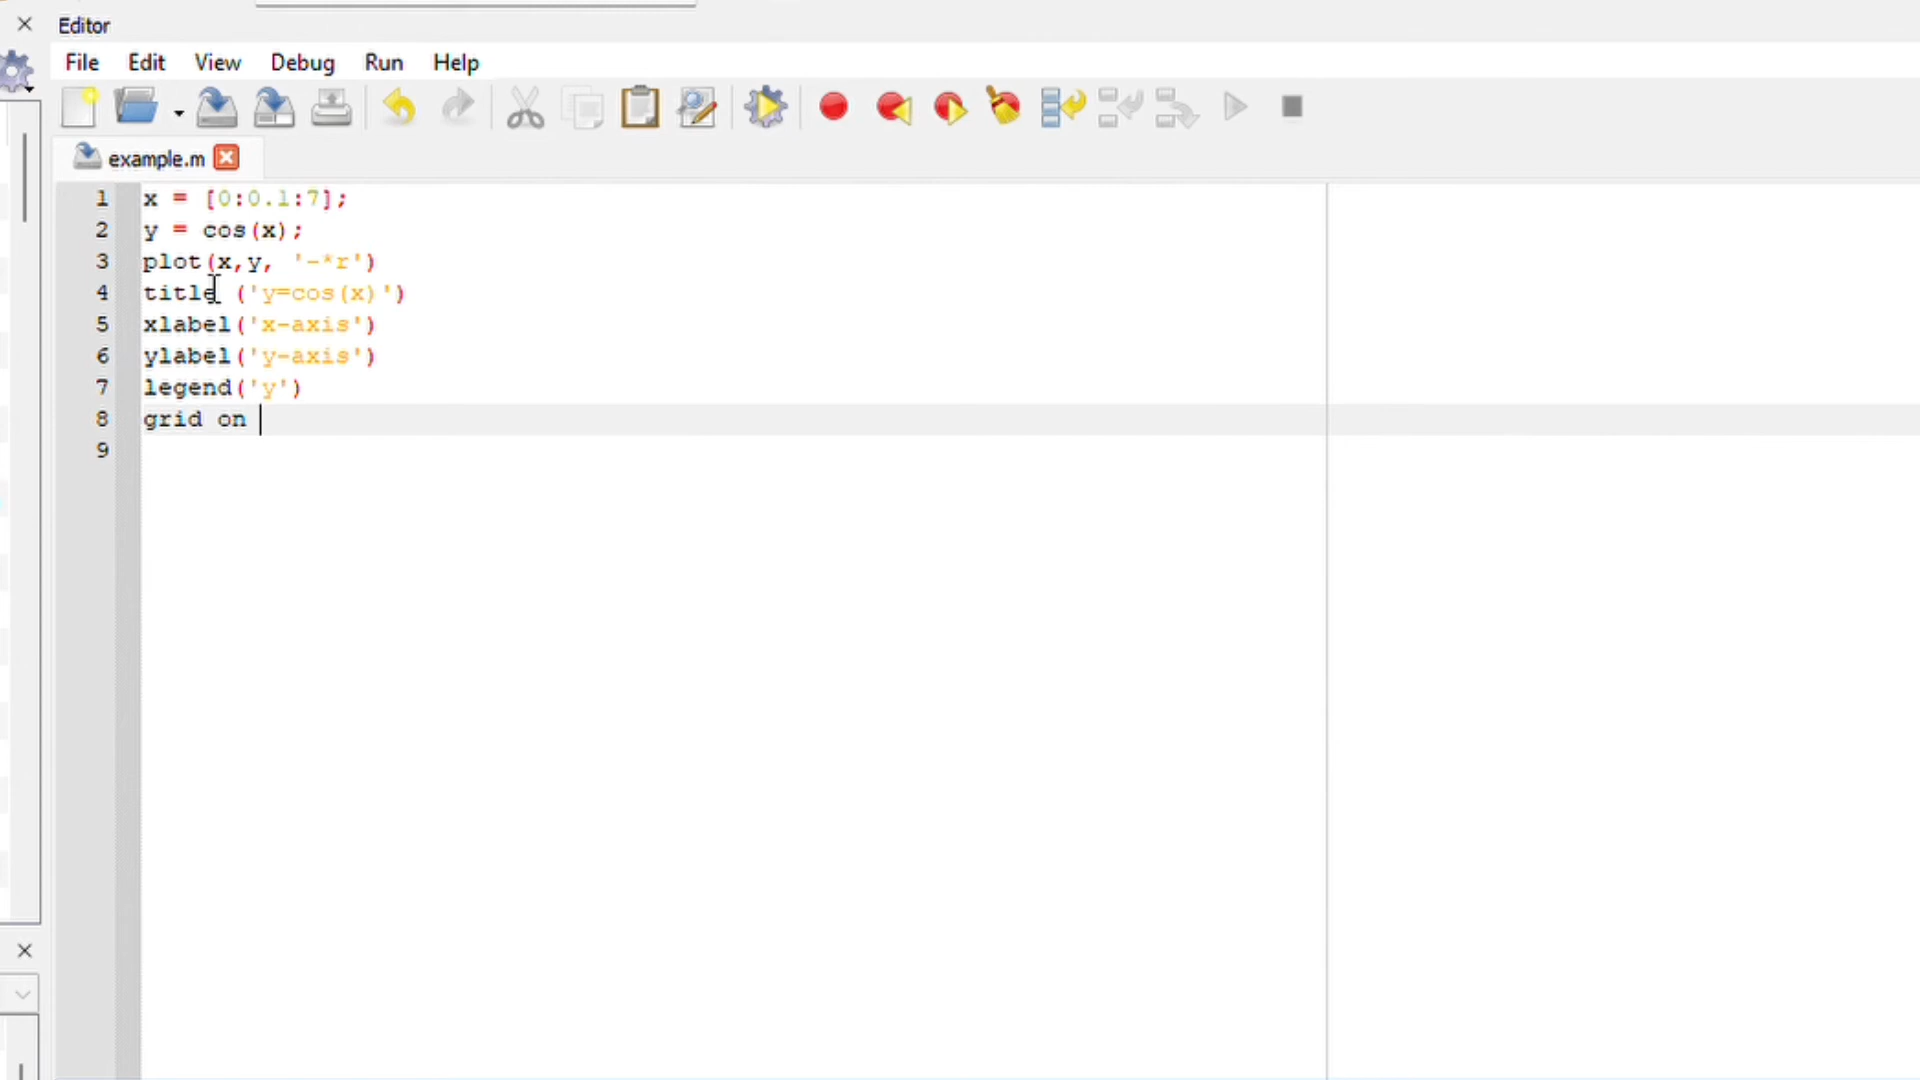 Editor
File Edit View Debug Run Help
example.m
1 x = [0:0.1:7];
2 y = cos(x);
3 plot(x,y, '-*r')
4 title ('y=cos(x)')
5 xlabel('x-axis')
6 ylabel('y-axis')
7 legend('y')
8 grid on
9